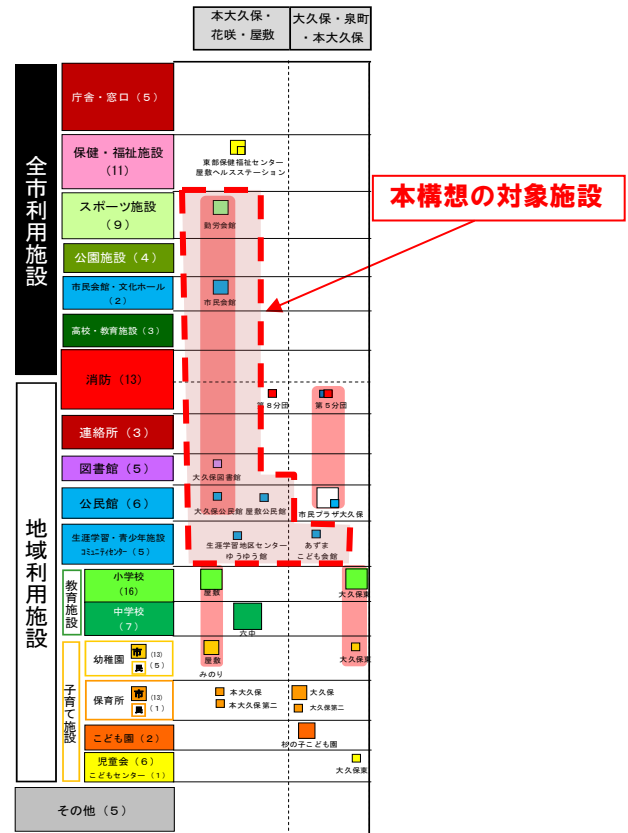 本大久保・
花咲・屋敷
大久保・泉町
・本大久保
全市利用施設
庁舎・窓口（5）
保健・福祉施設
（11）
東部保健福祉センター
屋敷ヘルスステーション
本構想の対象施設
スポーツ施設
（9）
勤労会館
公園施設（4）
市民会館・文化ホール
（2）
市民会館
高校・教育施設（3）
消防（13）
第8分団
第5分団
地域利用施設
連絡所（3）
図書館（5）
大久保図書館
公民館（6）
大久保公民館
屋敷公民館
市民プラザ大久保
生涯学習・青少年施設
コミュニティセンター（5）
生涯学習地区センター
ゆうゆう館
あずま
こども会館
教育施設
小学校
（16）
屋敷
大久保東
中学校
（7）
六中
子育て施設
幼稚園
市
（13）
民
（5）
屋敷
みのり
大久保東
保育所
市
（13）
民
（1）
本大久保
本大久保第二
大久保
大久保第二
こども園（2）
杉の子こども園
児童会（6）
こどもセンター（1）
大久保東
その他（5）